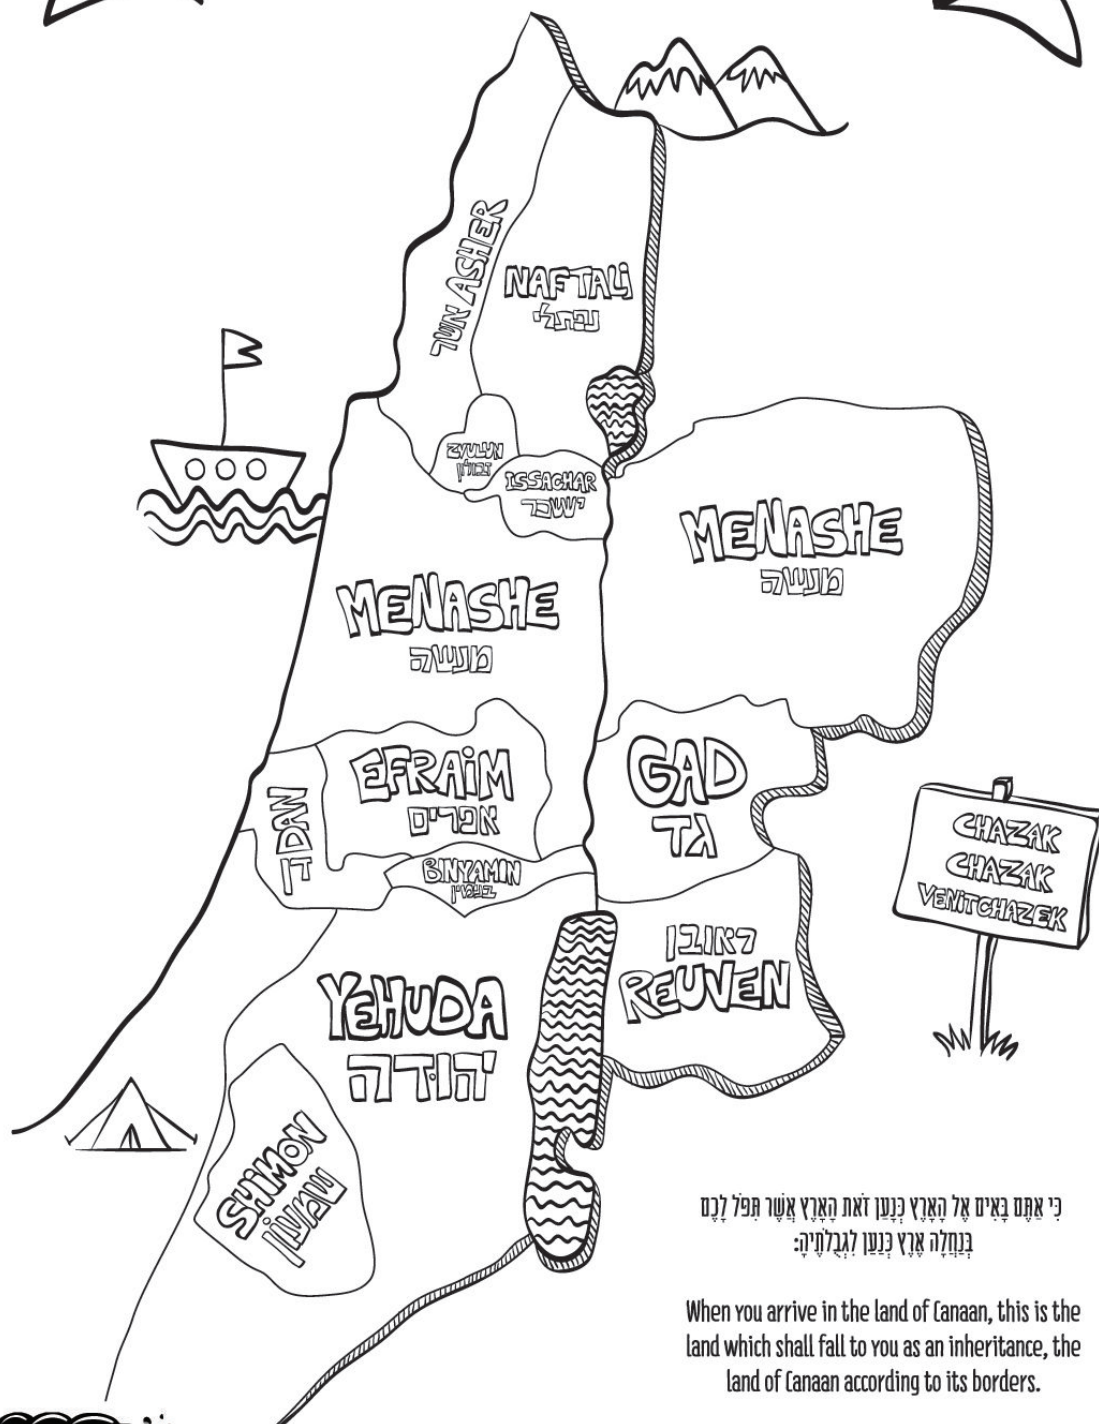 אשר ASHER
NAFTALi
נפתלי
ZVULUN
זבולון
ISSACHAR
יששכר
MENASHE
מנשה
MENASHE
מנשה
EFRAiM
אפרים
DAN
דן
GAD
גד
BINYAMIN
בנימין
CHAZAK
CHAZAK
VENiTCHAZEK
ראובן
REUVEN
YEHUDA
יהודה
SHiMON
שמעון
כִּי אַתֶּם בָּאִים אֶל הָאָרֶץ כְּנָעַן זֹאת הָאָרֶץ אֲשֶׁר תִּפֹּל לָכֶם
בְּנַחֲלָה אֶרֶץ כְּנַעַן לִגְבֻלֹתֶיהָ:
When you arrive in the land of Canaan, this is the
land which shall fall to you as an inheritance, the
land of Canaan according to its borders.